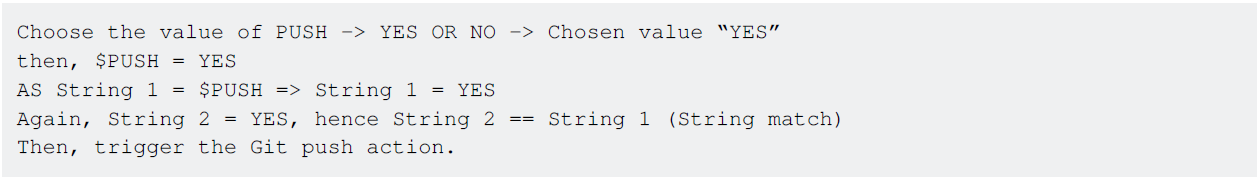 Choose the value of PUSH -> YES OR NO -> Chosen value “YES”
then, $PUSH = YES
AS String 1 = $PUSH => String 1 = YES
Again, String 2 = YES, hence String 2 == String 1 (String match)
Then, trigger the Git push action.